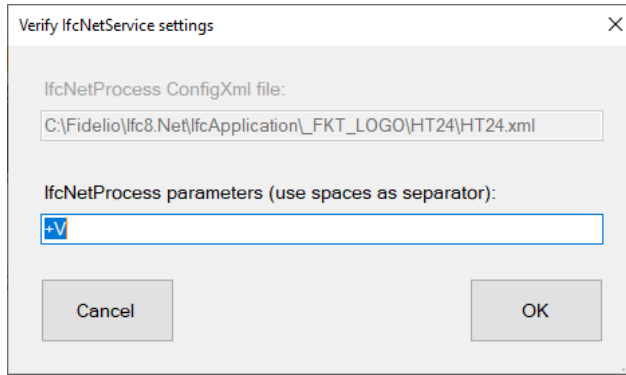 Verify IfcNetService settings
IfcNetProcess ConfigXml file:
C:\Fidelio\Ifc8.Net\IfcApplication\_FKT_LOGO\HT24\HT24.xml
IfcNetProcess parameters (use spaces as separator):
+V
Cancel
OK